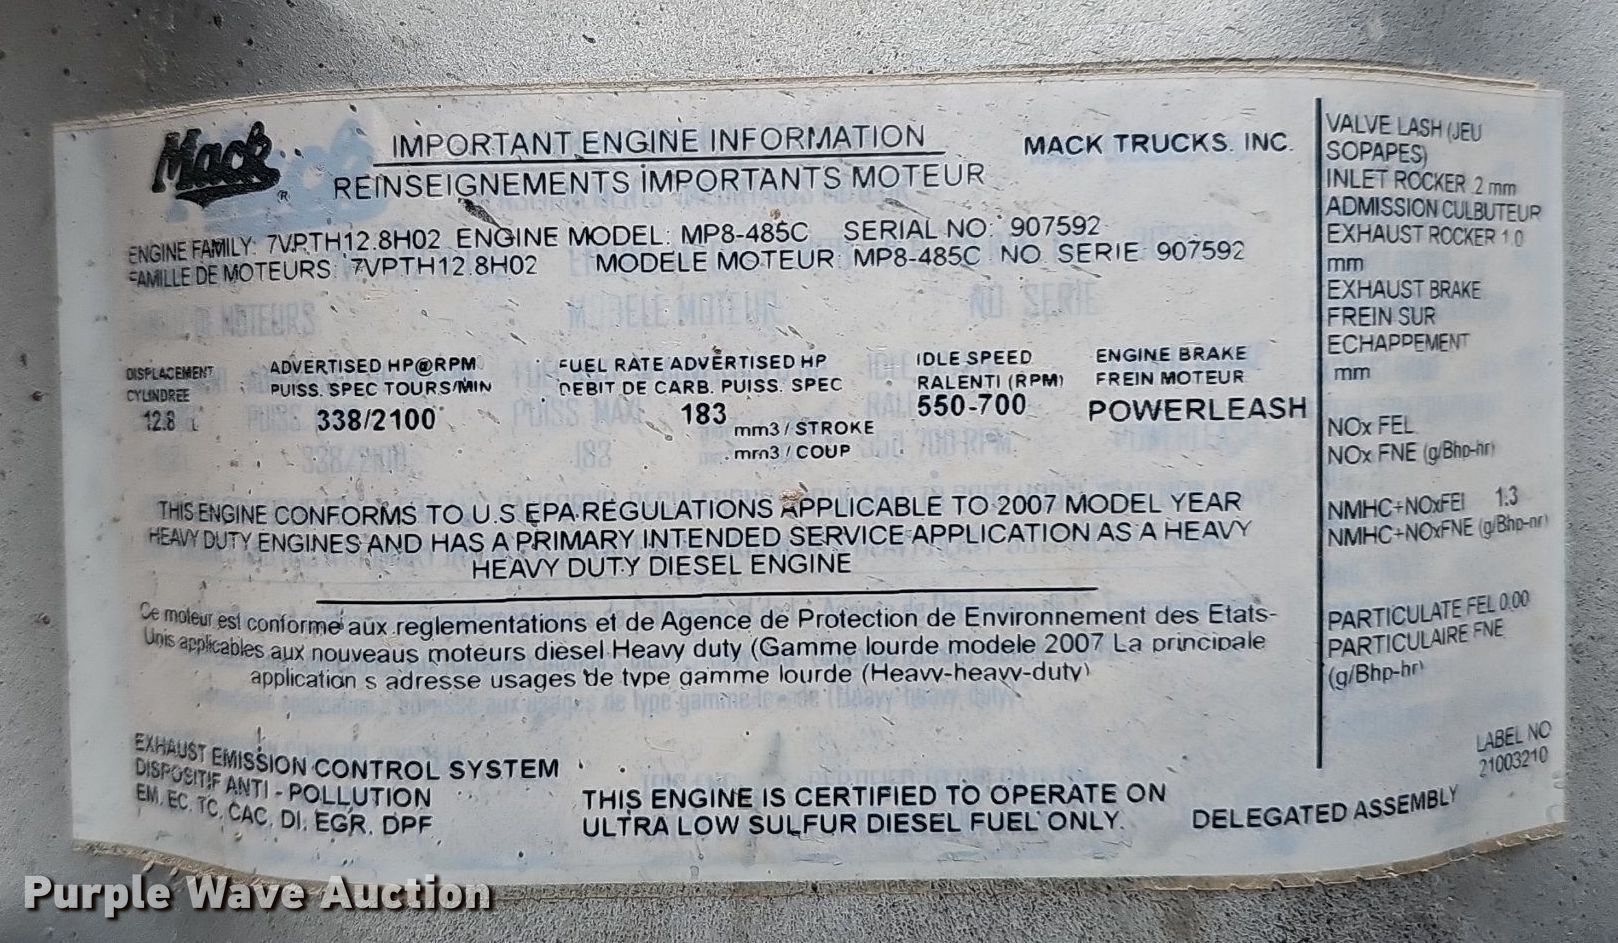 Mack ®
IMPORTANT ENGINE INFORMATION
MACK TRUCKS. INC.
REINSEIGNEMENTS IMPORTANTS MOTEUR
ENGINE FAMILY: 7VPTH12.8H02 ENGINE MODEL: MP8-485C SERIAL NO: 907592
FAMILLE DE MOTEURS: 7VPTH12.8H02 MODELE MOTEUR: MP8-485C NO SERIE 907592
DISPLACEMENT
CYLINDREE
12.8 L
ADVERTISED HP@RPM
PUISS. SPEC TOURS/MIN
338/2100
FUEL RATE ADVERTISED HP
DEBIT DE CARB. PUISS. SPEC
183 mm3 / STROKE
mm3 / COUP
IDLE SPEED
RALENTI (RPM)
550-700
ENGINE BRAKE
FREIN MOTEUR
POWERLEASH
THIS ENGINE CONFORMS TO U.S EPA REGULATIONS APPLICABLE TO 2007 MODEL YEAR
HEAVY DUTY ENGINES AND HAS A PRIMARY INTENDED SERVICE APPLICATION AS A HEAVY
HEAVY DUTY DIESEL ENGINE
Ce moteur est conforme aux reglementations et de Agence de Protection de Environnement des Etats-
Unis applicables aux nouveaus moteurs diesel Heavy duty (Gamme lourde modele 2007 La principale
application s adresse usages de type gamme lourde (Heavy-heavy-duty)
EXHAUST EMISSION CONTROL SYSTEM
DISPOSITIF ANTI - POLLUTION
EM, EC, TC, CAC, DI, EGR, DPF
THIS ENGINE IS CERTIFIED TO OPERATE ON
ULTRA LOW SULFUR DIESEL FUEL ONLY.
DELEGATED ASSEMBLY
VALVE LASH (JEU
SOPAPES)
INLET ROCKER .2 mm
ADMISSION CULBUTEUR
EXHAUST ROCKER 1.0
mm
EXHAUST BRAKE
FREIN SUR
ECHAPPEMENT
mm
NOx FEL
NOx FNE (g/Bhp-hr)
NMHC+NOxFEl 1.3
NMHC+NOxFNE (g/Bhp-hr)
PARTICULATE FEL 0.00
PARTICULAIRE FNE
(g/Bhp-hr)
LABEL NO
21003210
Purple Wave Auction